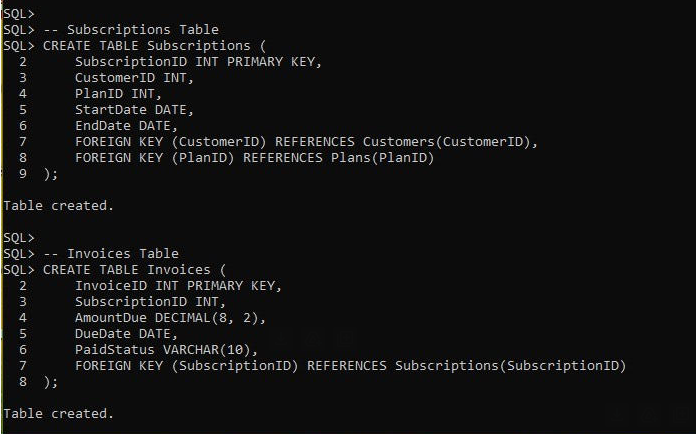 SQL>
SQL> -- Subscriptions Table
SQL> CREATE TABLE Subscriptions (
  2      SubscriptionID INT PRIMARY KEY,
  3      CustomerID INT,
  4      PlanID INT,
  5      StartDate DATE,
  6      EndDate DATE,
  7      FOREIGN KEY (CustomerID) REFERENCES Customers(CustomerID),
  8      FOREIGN KEY (PlanID) REFERENCES Plans(PlanID)
  9  );
Table created.
SQL>
SQL> -- Invoices Table
SQL> CREATE TABLE Invoices (
  2      InvoiceID INT PRIMARY KEY,
  3      SubscriptionID INT,
  4      AmountDue DECIMAL(8, 2),
  5      DueDate DATE,
  6      PaidStatus VARCHAR(10),
  7      FOREIGN KEY (SubscriptionID) REFERENCES Subscriptions(SubscriptionID)
  8  );
Table created.